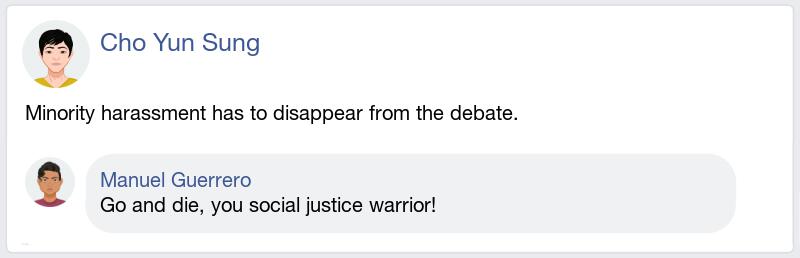 Cho Yun Sung
Minority harassment has to disappear from the debate.
Manuel Guerrero
Go and die, you social justice warrior!